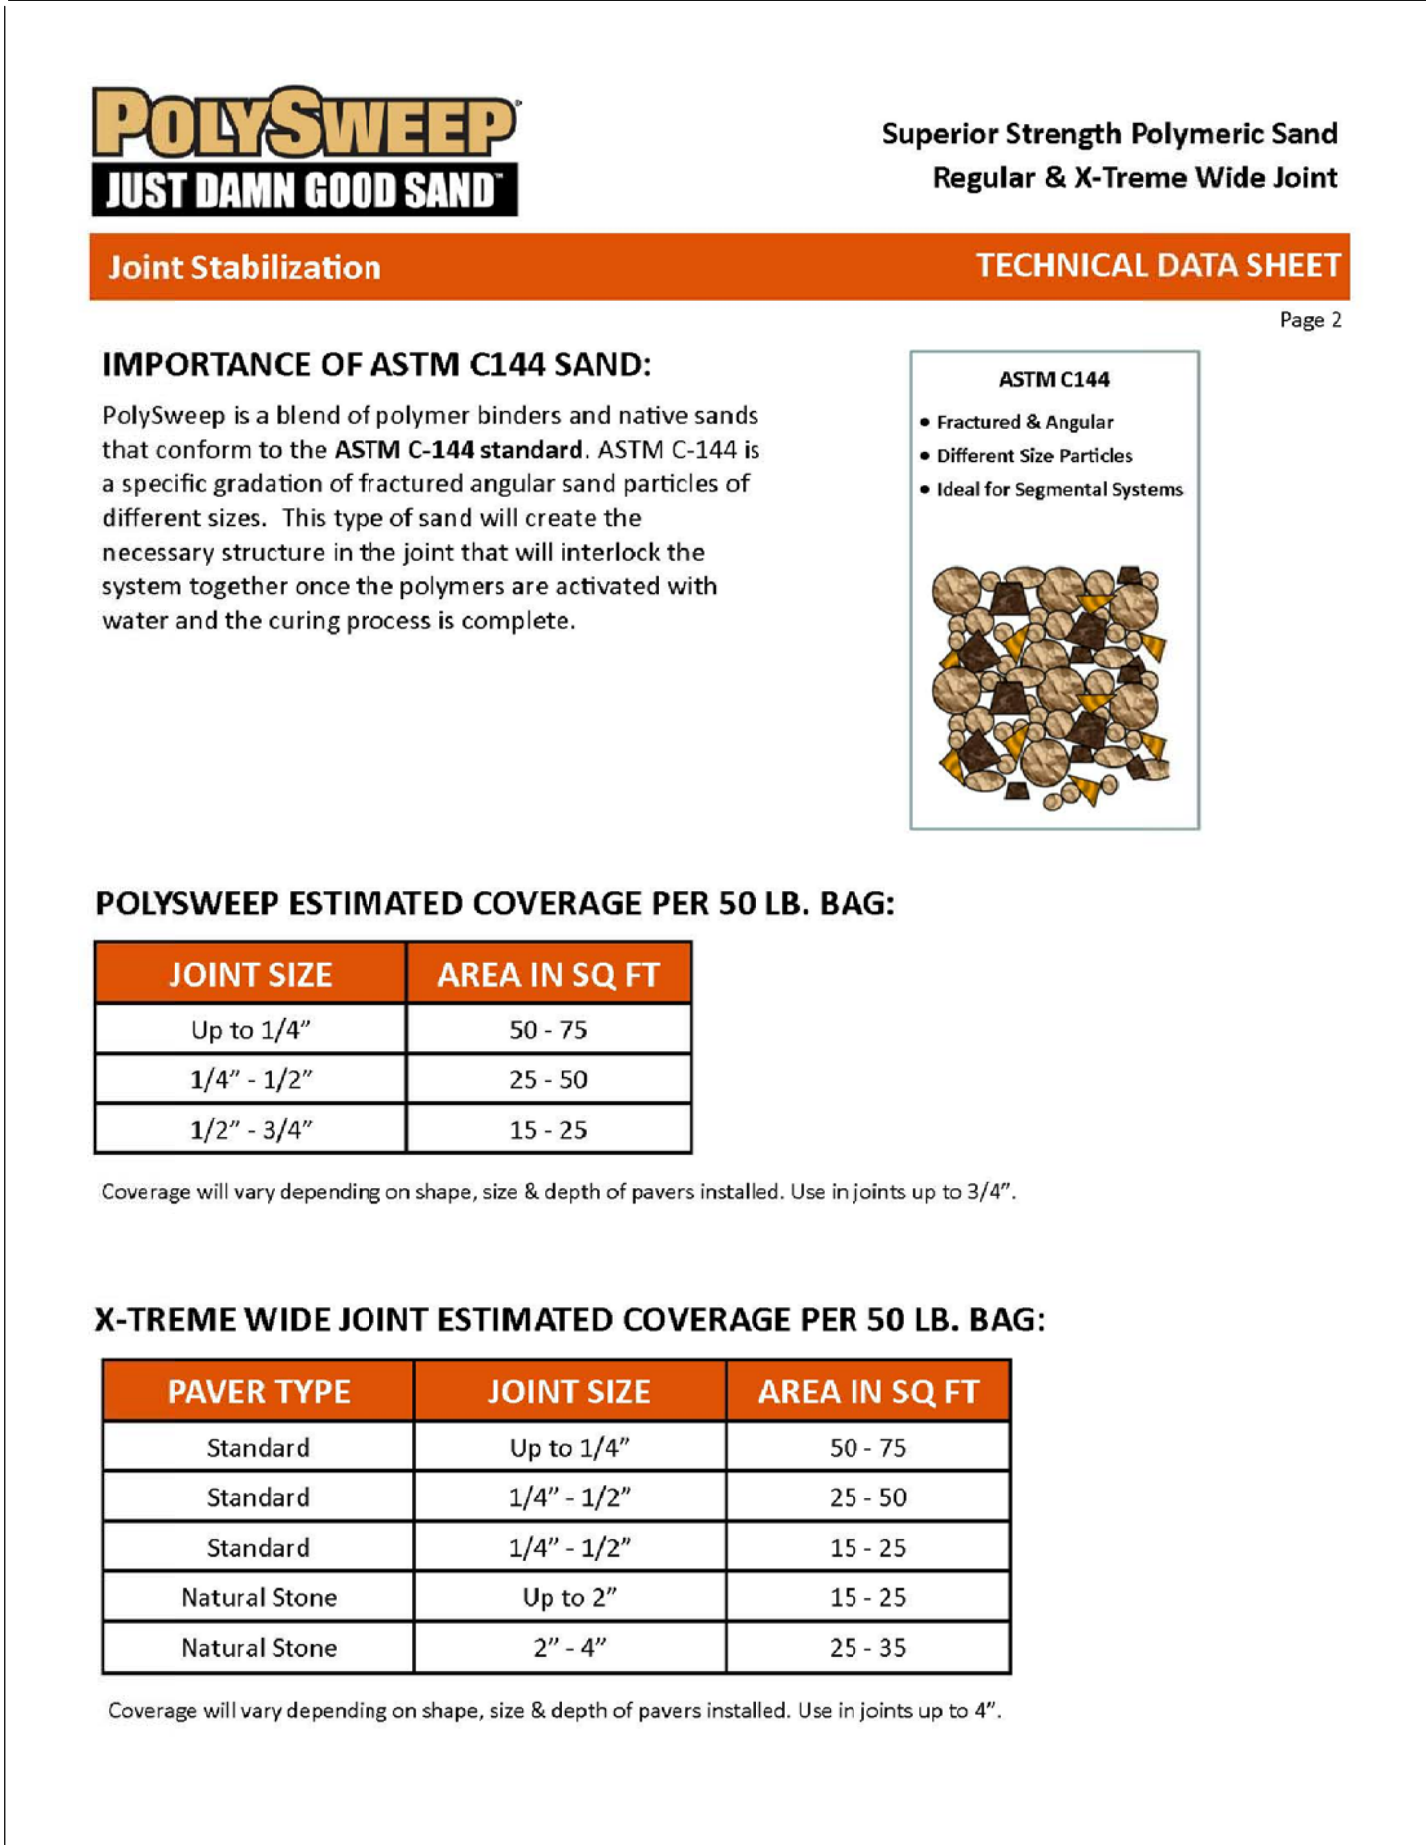 POLYSWEEP®
JUST DAMN GOOD SAND™
Superior Strength Polymeric Sand
Regular & X-Treme Wide Joint
Joint Stabilization
TECHNICAL DATA SHEET
Page 2
IMPORTANCE OF ASTM C144 SAND:
PolySweep is a blend of polymer binders and native sands
that conform to the ASTM C-144 standard. ASTM C-144 is
a specific gradation of fractured angular sand particles of
different sizes.  This type of sand will create the
necessary structure in the joint that will interlock the
system together once the polymers are activated with
water and the curing process is complete.
ASTM C144
• Fractured & Angular
• Different Size Particles
• Ideal for Segmental Systems
POLYSWEEP ESTIMATED COVERAGE PER 50 LB. BAG:
JOINT SIZE AREA IN SQ FT
Up to 1/4” 50 - 75
1/4” - 1/2” 25 - 50
1/2” - 3/4” 15 - 25
Coverage will vary depending on shape, size & depth of pavers installed. Use in joints up to 3/4”.
X-TREME WIDE JOINT ESTIMATED COVERAGE PER 50 LB. BAG:
PAVER TYPE JOINT SIZE AREA IN SQ FT
Standard Up to 1/4” 50 - 75
Standard 1/4” - 1/2” 25 - 50
Standard 1/4” - 1/2” 15 - 25
Natural Stone Up to 2” 15 - 25
Natural Stone 2” - 4” 25 - 35
Coverage will vary depending on shape, size & depth of pavers installed. Use in joints up to 4”.